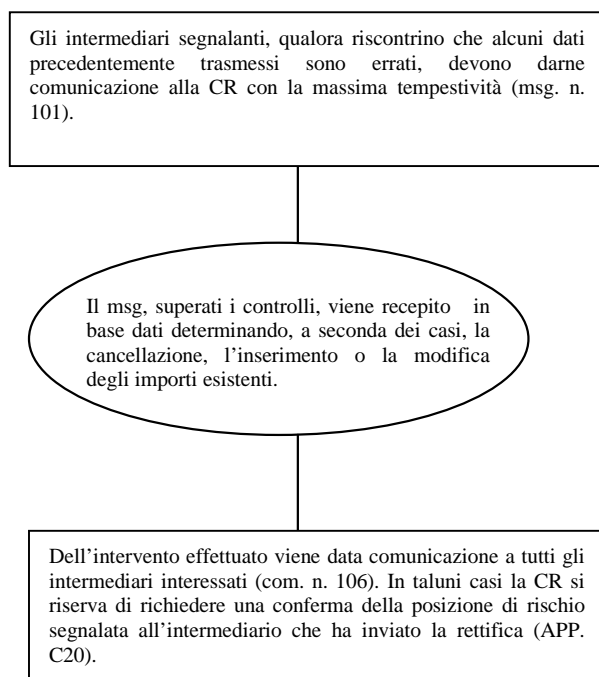 Gli intermediari segnalanti, qualora riscontrino che alcuni dati
precedentemente trasmessi sono errati, devono darne
comunicazione alla CR con la massima tempestività (msg. n.
101).
Il msg, superati i controlli, viene recepito in
base dati determinando, a seconda dei casi, la
cancellazione, l'inserimento o la modifica
degli importi esistenti.
Dell'intervento effettuato viene data comunicazione a tutti gli
intermediari interessati (com. n. 106). In taluni casi la CR si
riserva di richiedere una conferma della posizione di rischio
segnalata all'intermediario che ha inviato la rettifica (APP.
C20).